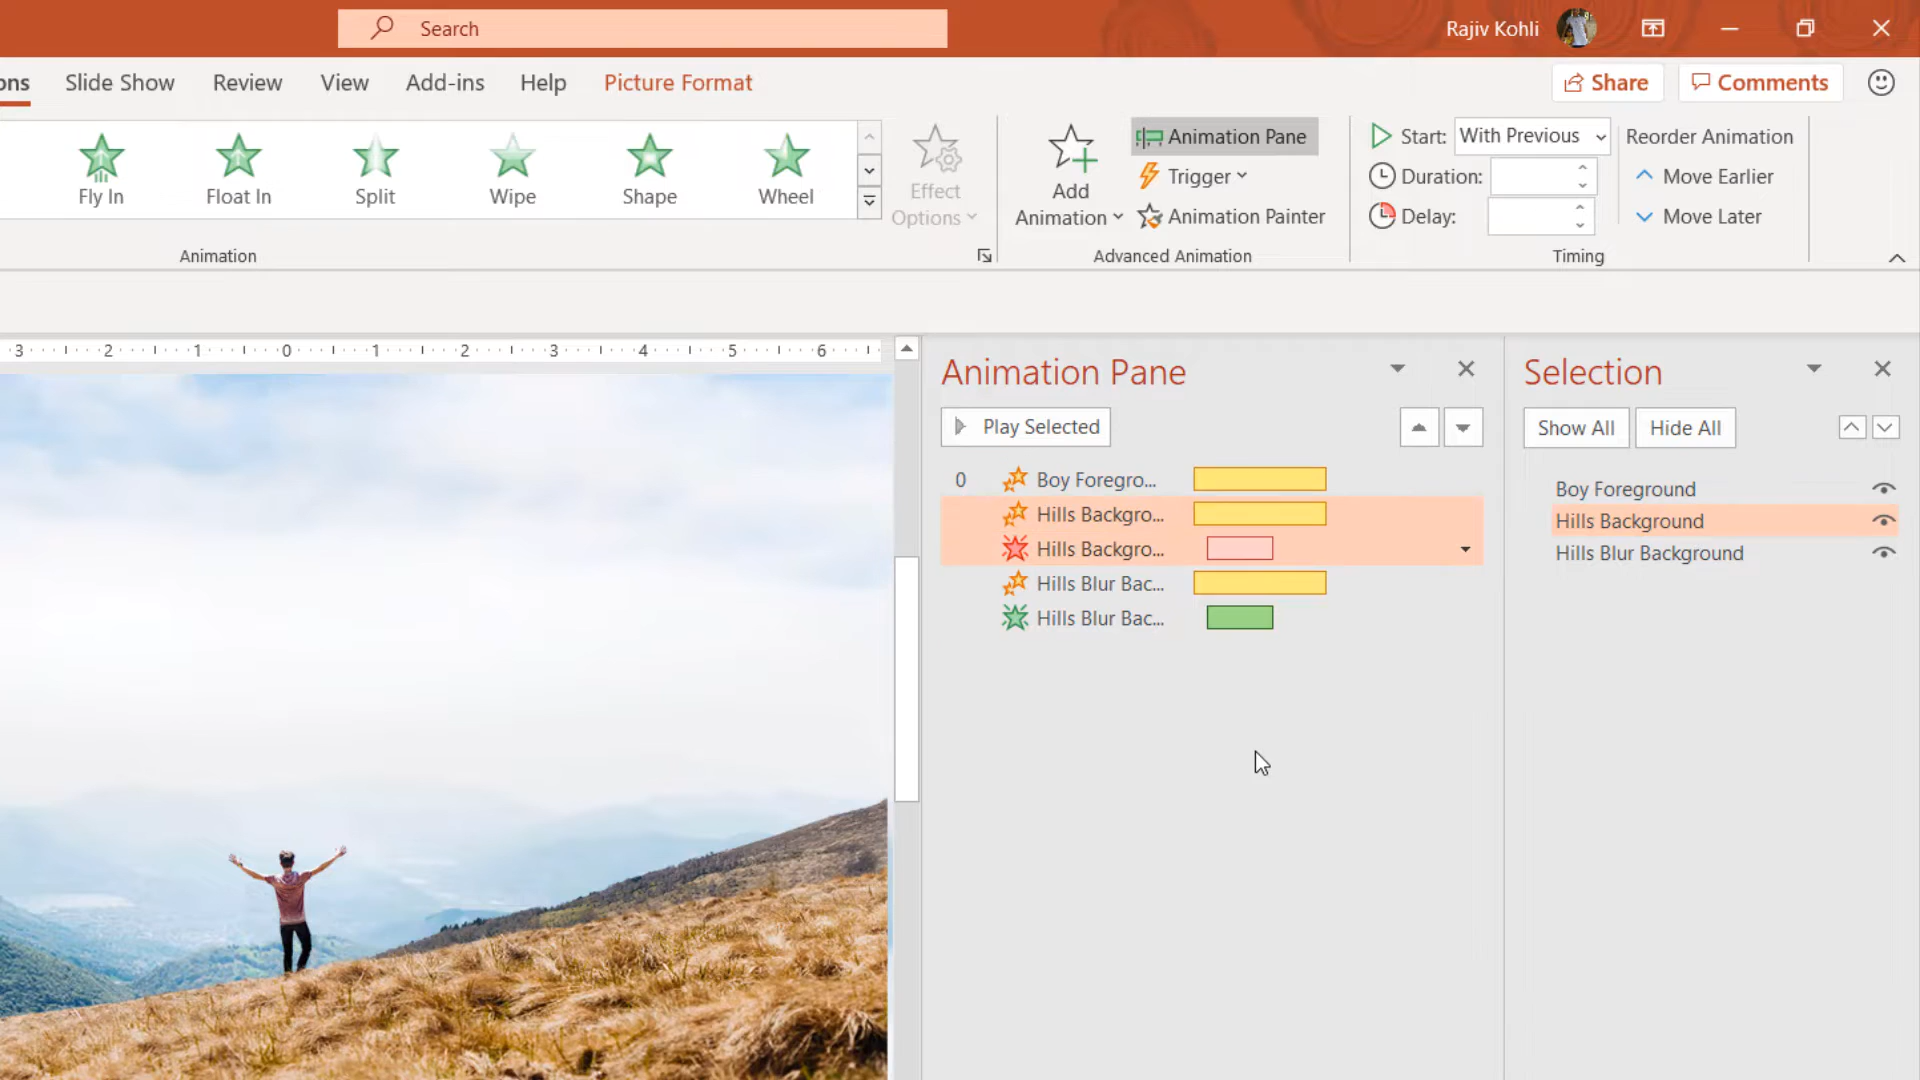 Search
Rajiv Kohli
ons Slide Show Review View Add-ins Help Picture Format
Share Comments
Fly In Float In Split Wipe Shape Wheel
Animation
Effect
Options
Add
Animation
Animation Pane
Trigger
Animation Painter
Advanced Animation
Start: With Previous
Duration:
Delay:
Reorder Animation
Move Earlier
Move Later
Timing
3 2 1 0 1 2 3 4 5 6
Animation Pane
Play Selected
0 Boy Foregro...
Hills Backgro...
Hills Backgro...
Hills Blur Bac...
Hills Blur Bac...
Selection
Show All Hide All
Boy Foreground
Hills Background
Hills Blur Background